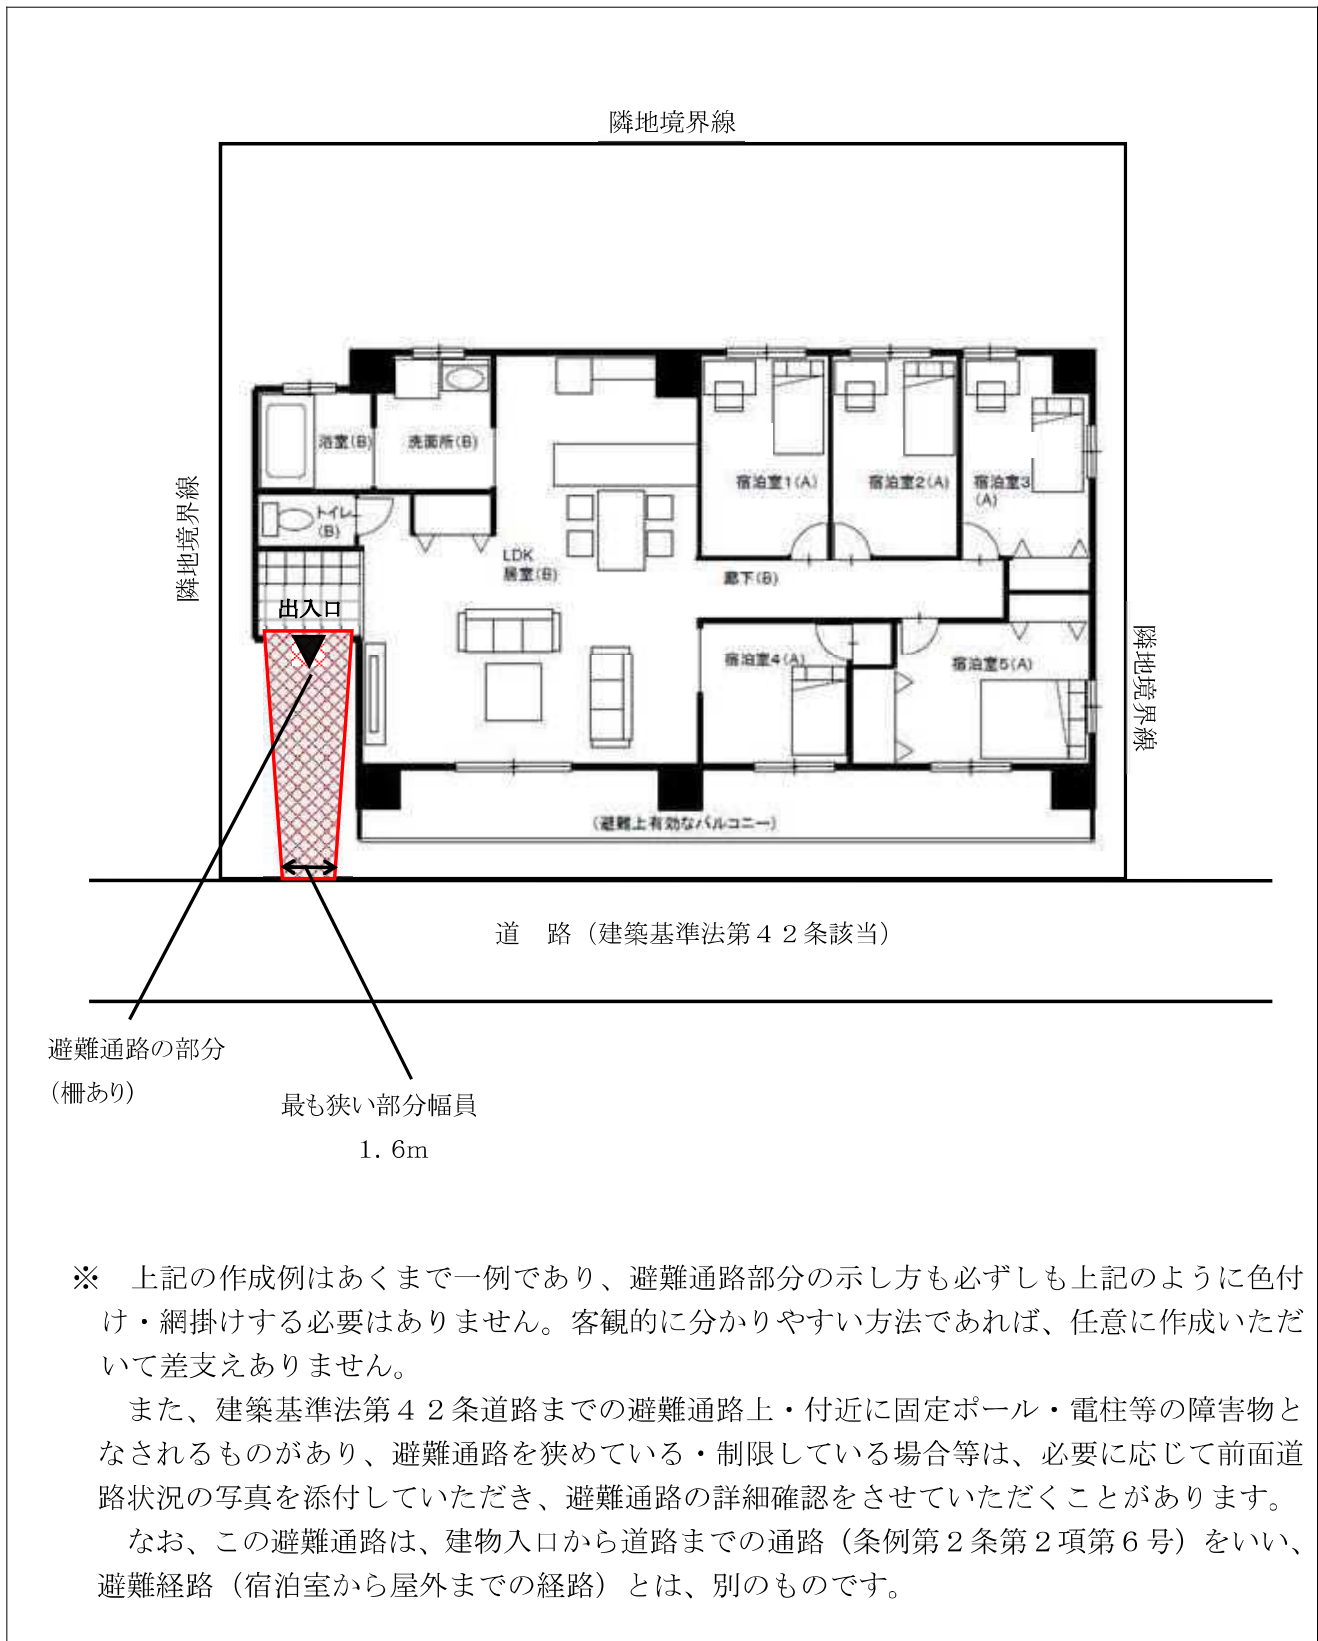 隣地境界線
隣地境界線
浴室(B)
洗面所(B)
宿泊室1(A)
宿泊室2(A)
宿泊室3
(A)
トイレ
(B)
LDK
居室(B)
廊下(B)
出入口
宿泊室4(A)
宿泊室5(A)
隣地境界線
(避難上有効なバルコニー)
道　路（建築基準法第４２条該当）
避難通路の部分
（柵あり）
最も狭い部分幅員
１．６ｍ
※　上記の作成例はあくまで一例であり、避難通路部分の示し方も必ずしも上記のように色付
け・網掛けする必要はありません。客観的に分かりやすい方法であれば、任意に作成いただ
いて差支えありません。
また、建築基準法第４２条道路までの避難通路上・付近に固定ポール・電柱等の障害物と
なされるものがあり、避難通路を狭めている・制限している場合等は、必要に応じて前面道
路状況の写真を添付していただき、避難通路の詳細確認をさせていただくことがあります。
なお、この避難通路は、建物入口から道路までの通路（条例第２条第２項第６号）をいい、
避難経路（宿泊室から屋外までの経路）とは、別のものです。